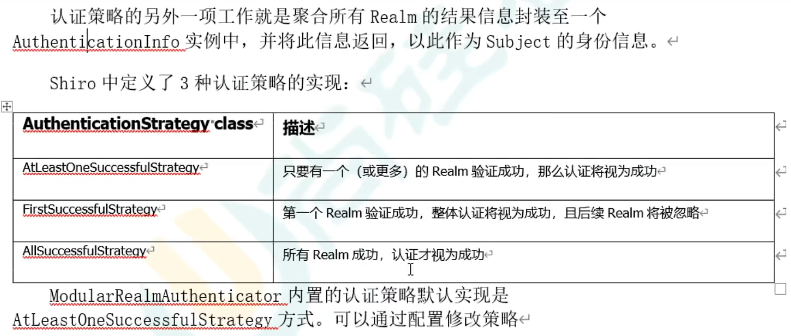 认证策略的另外一项工作就是聚合所有 Realm 的结果信息封装至一个
AuthenticationInfo 实例中，并将此信息返回，以此作为 Subject 的身份信息。
Shiro 中定义了 3 种认证策略的实现：
AuthenticationStrategy class 描述
AtLeastOneSuccessfulStrategy 只要有一个（或更多）的 Realm 验证成功，那么认证将视为成功
FirstSuccessfulStrategy 第一个 Realm 验证成功，整体认证将视为成功，且后续 Realm 将被忽略
AllSuccessfulStrategy 所有 Realm 成功，认证才视为成功
ModularRealmAuthenticator 内置的认证策略默认实现是
AtLeastOneSuccessfulStrategy 方式。可以通过配置修改策略